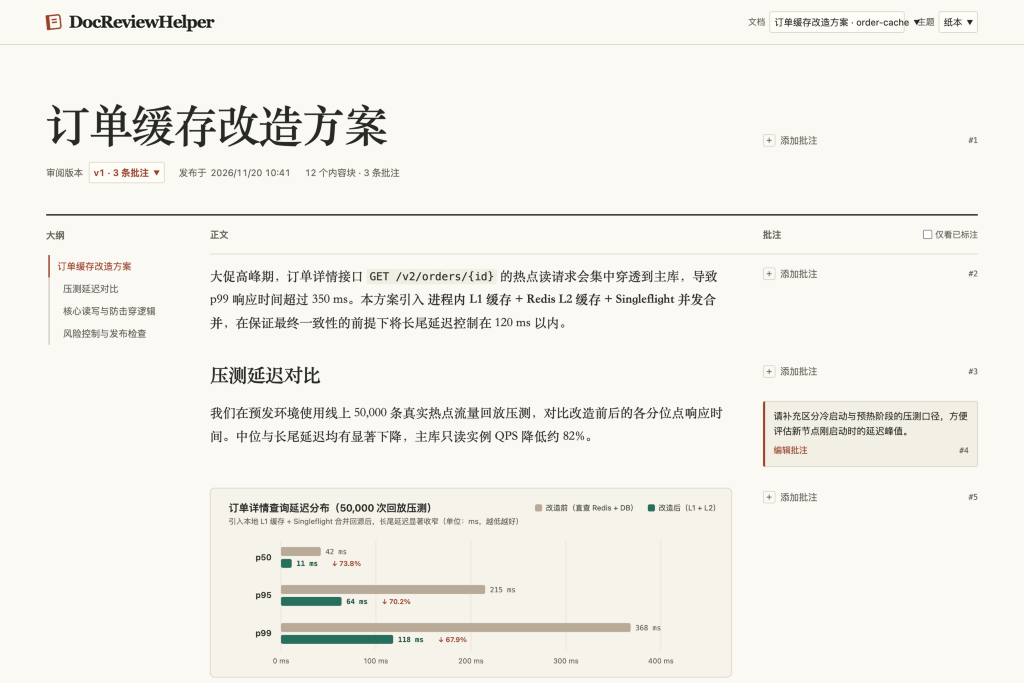 DocReviewHelper
文档 订单缓存改造方案 · order-cache ▼ 主题 纸本 ▼
订单缓存改造方案
+ 添加批注 #1
审阅版本 v1 · 3 条批注 ▼ 发布于 2026/11/20 10:41 12 个内容块 · 3 条批注
大纲
订单缓存改造方案
压测延迟对比
核心读写与防击穿逻辑
风险控制与发布检查
正文
大促高峰期，订单详情接口 GET /v2/orders/{id} 的热点读请求会集中穿透到主库，导致
p99 响应时间超过 350 ms。本方案引入 进程内 L1 缓存 + Redis L2 缓存 + Singleflight 并发合
并，在保证最终一致性的前提下将长尾延迟控制在 120 ms 以内。
压测延迟对比
我们在预发环境使用线上 50,000 条真实热点流量回放压测，对比改造前后的各分位点响应时
间。中位与长尾延迟均有显著下降，主库只读实例 QPS 降低约 82%。
订单详情查询延迟分布（50,000 次回放压测）
引入本地 L1 缓存 + Singleflight 合并回源后，长尾延迟显著收窄（单位：ms，越低越好）
改造前（直查 Redis + DB） 改造后（L1 + L2）
p50 42 ms
11 ms ↓ 73.8%
p95 215 ms
64 ms ↓ 70.2%
p99 368 ms
118 ms ↓ 67.9%
0 ms 100 ms 200 ms 300 ms 400 ms
批注 仅看已标注
+ 添加批注 #2
+ 添加批注 #3
请补充区分冷启动与预热阶段的压测口径，方便
评估新节点刚启动时的延迟峰值。
编辑批注 #4
+ 添加批注 #5